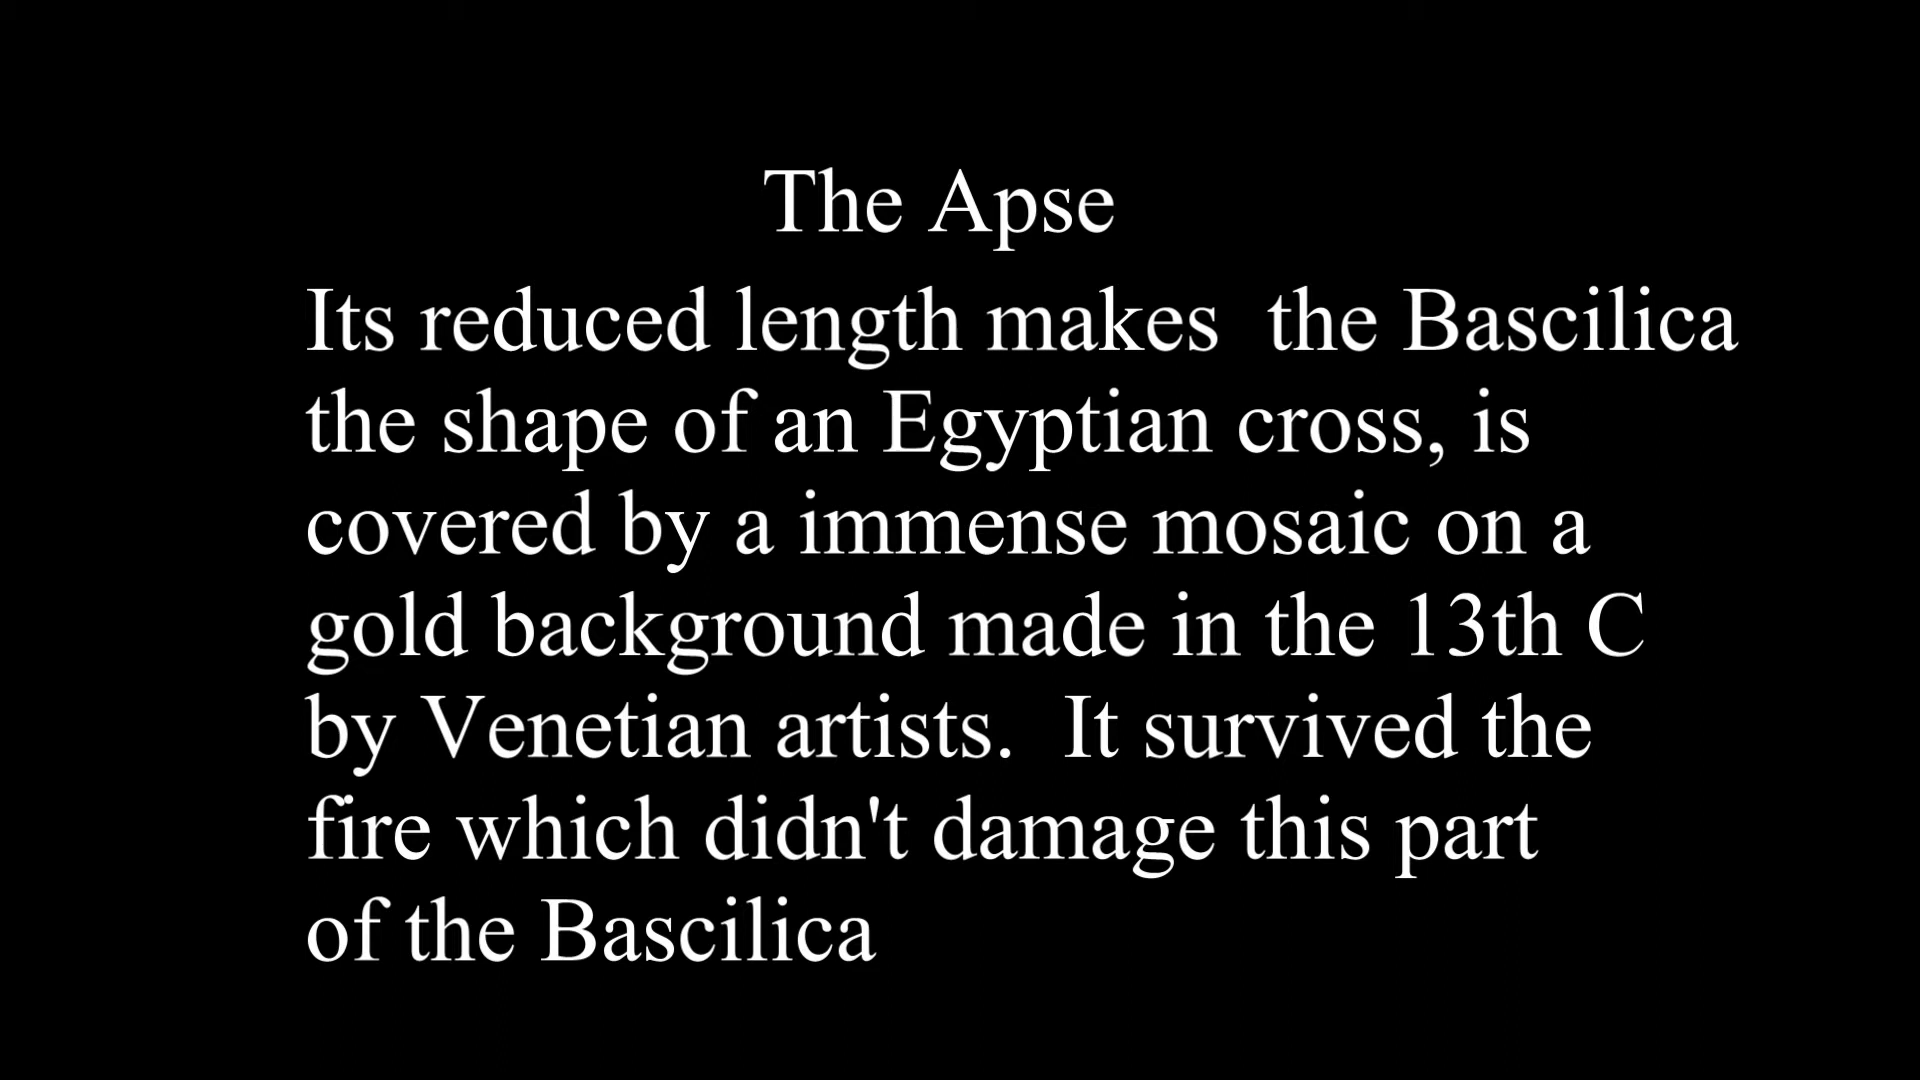 The Apse
Its reduced length makes  the Bascilica
the shape of an Egyptian cross, is
covered by a immense mosaic on a
gold background made in the 13th C
by Venetian artists.  It survived the
fire which didn't damage this part
of the Bascilica